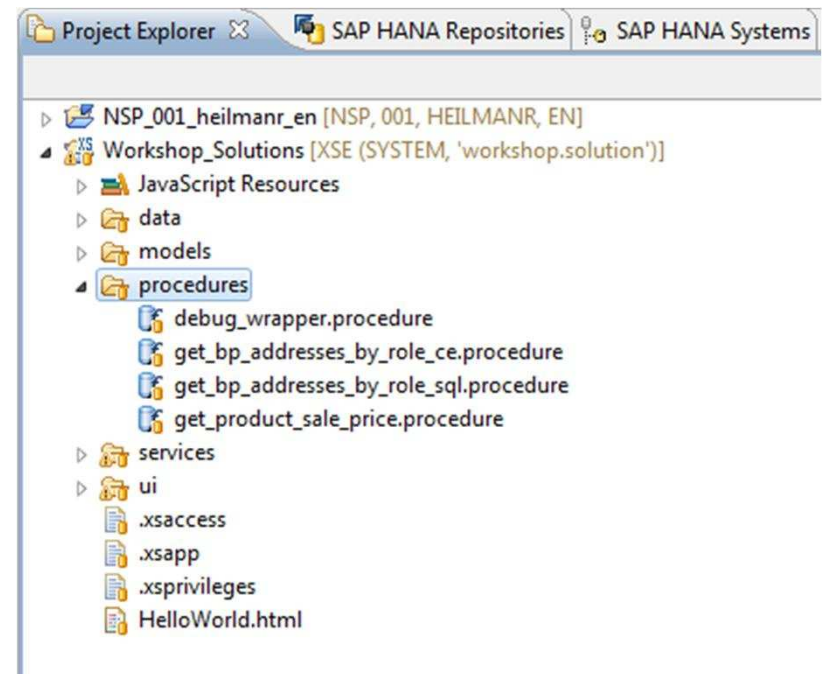 Project Explorer SAP HANA Repositories SAP HANA Systems
NSP_001_heilmanr_en [NSP, 001, HEILMANR, EN]
Workshop_Solutions [XSE (SYSTEM, 'workshop.solution')]
JavaScript Resources
data
models
procedures
debug_wrapper.procedure
get_bp_addresses_by_role_ce.procedure
get_bp_addresses_by_role_sql.procedure
get_product_sale_price.procedure
services
ui
.xsaccess
.xsapp
.xsprivileges
HelloWorld.html